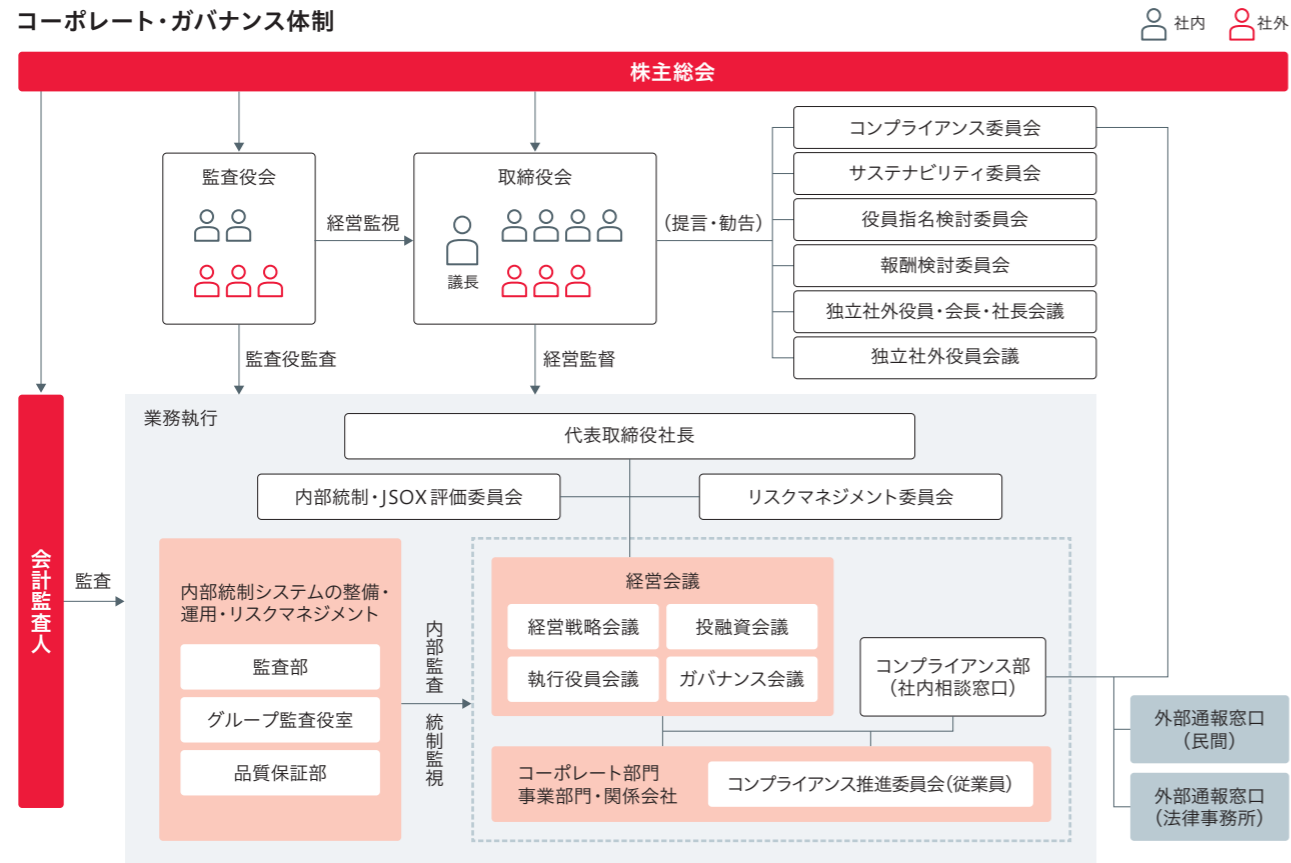 コーポレート・ガバナンス体制
社内
社外
株主総会
監査役会
経営監視
取締役会
議長
(提言・勧告)
コンプライアンス委員会
サステナビリティ委員会
役員指名検討委員会
報酬検討委員会
独立社外役員・会長・社長会議
独立社外役員会議
監査役監査
経営監督
会計監査人
監査
業務執行
代表取締役社長
内部統制・JSOX評価委員会
リスクマネジメント委員会
内部統制システムの整備・
運用・リスクマネジメント
監査部
グループ監査役室
品質保証部
内部監査
統制監視
経営会議
経営戦略会議
投融資会議
執行役員会議
ガバナンス会議
コンプライアンス部
(社内相談窓口)
コーポレート部門
事業部門・関係会社
コンプライアンス推進委員会(従業員)
外部通報窓口
(民間)
外部通報窓口
(法律事務所)